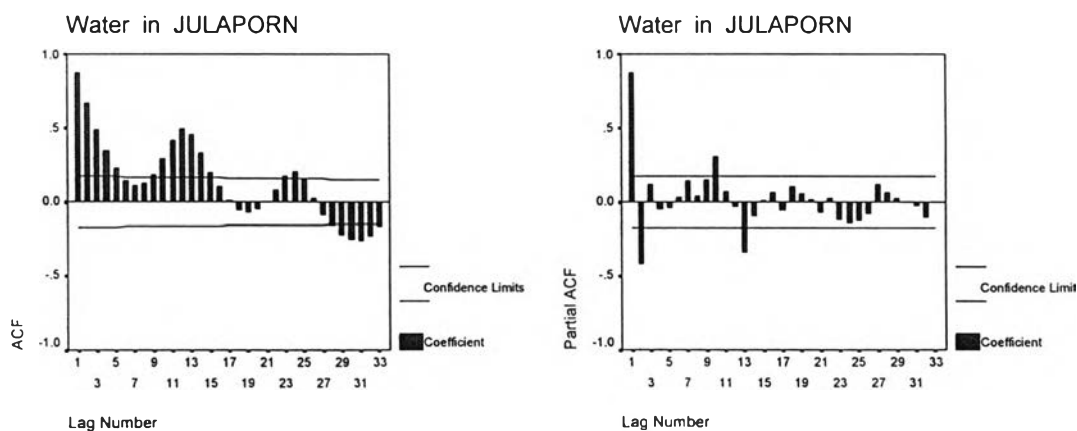 Water in JULAPORN
1.0
.5
0.0
-.5
-1.0
ACF
1 5 9 13 17 21 25 29 33
3 7 11 15 19 23 27 31
Lag Number
Confidence Limits
Coefficient
Water in JULAPORN
1.0
.5
0.0
-.5
-1.0
Partial ACF
1 5 9 13 17 21 25 29 33
3 7 11 15 19 23 27 31
Lag Number
Confidence Limit
Coefficient